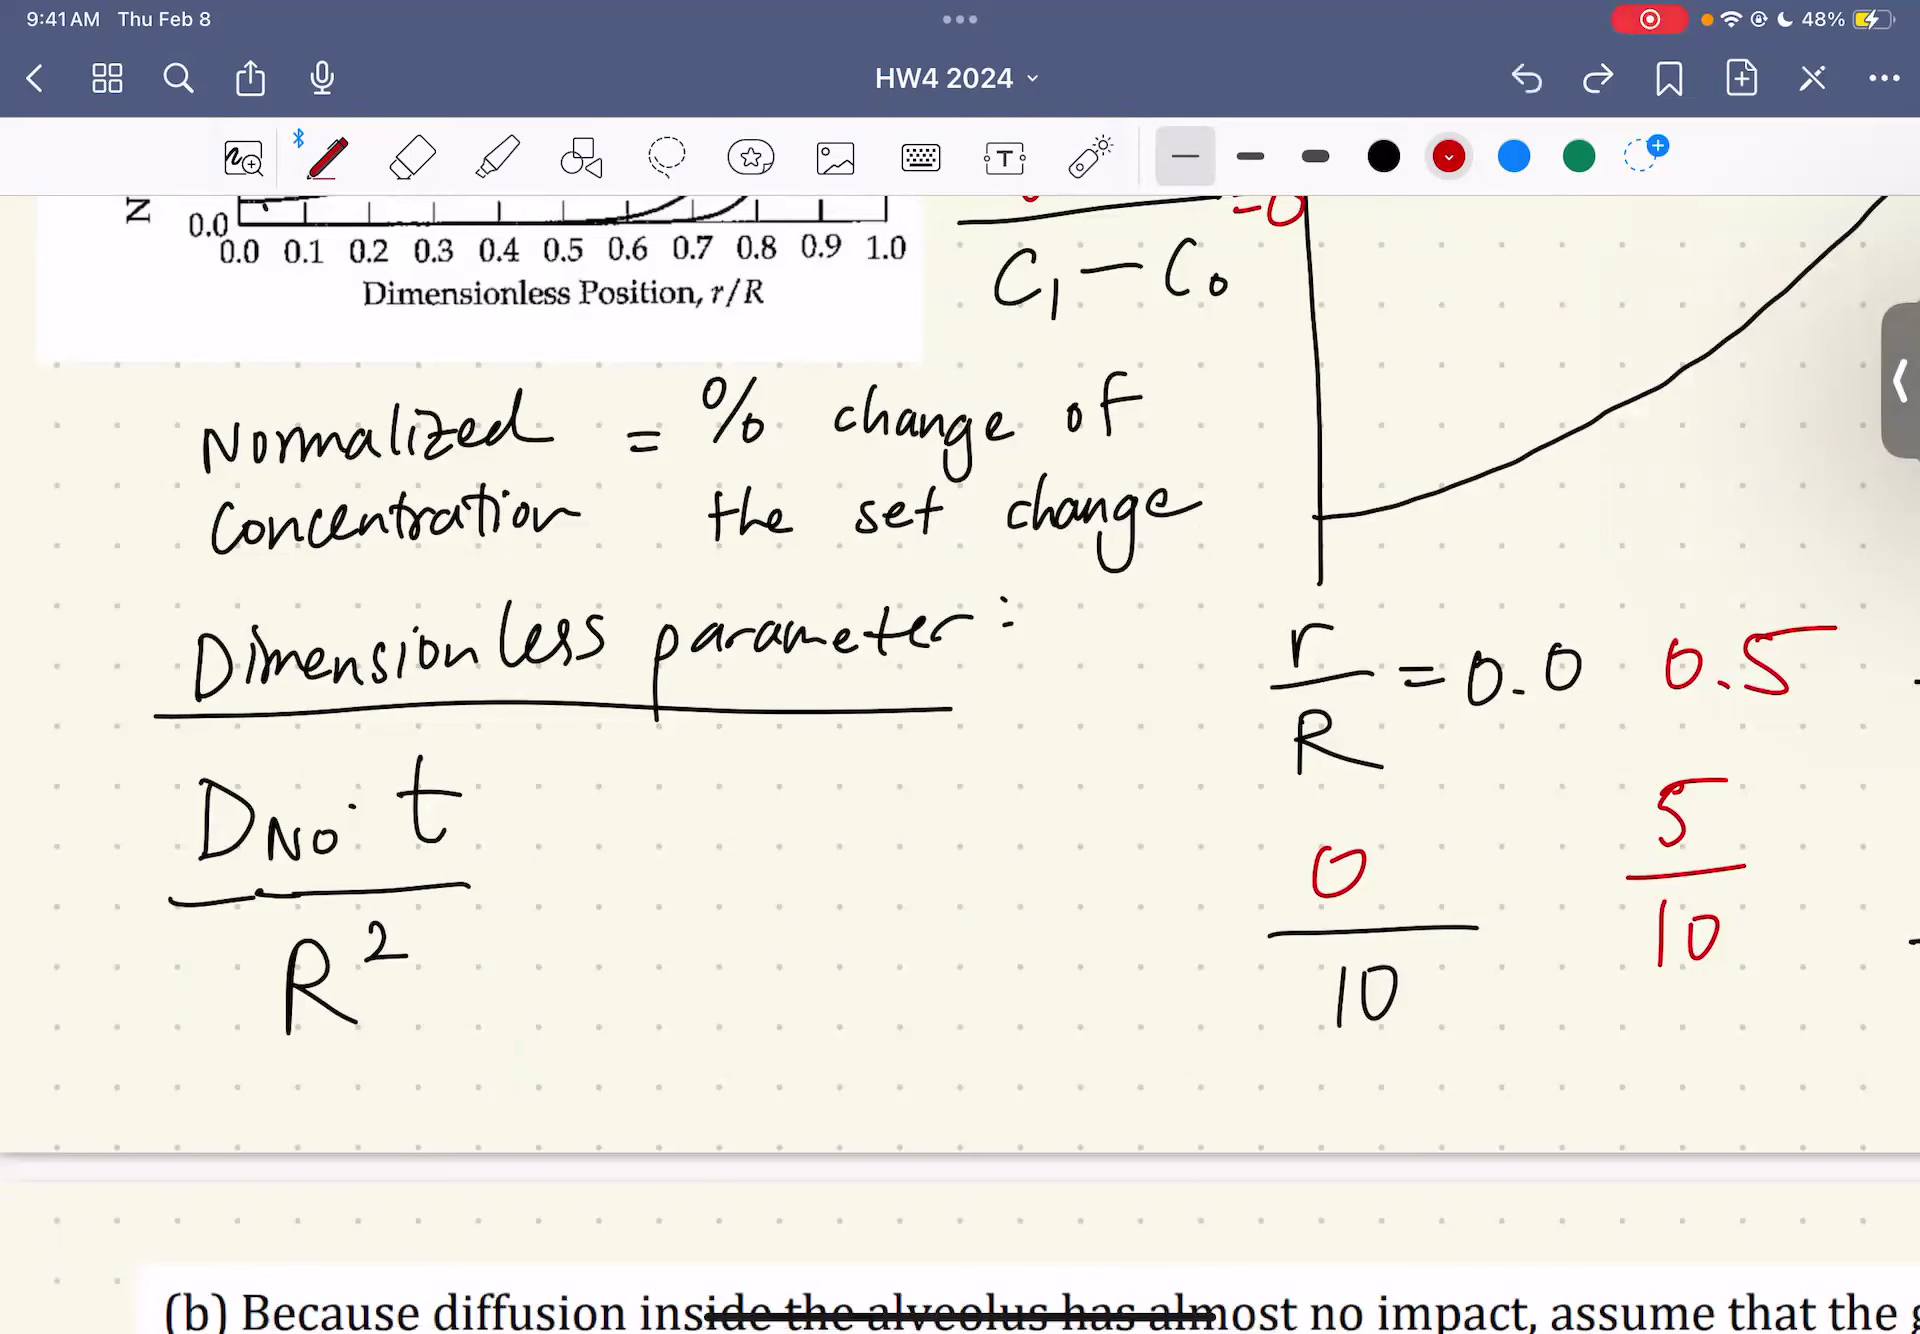 9:41 AM Thu Feb 8
48%
HW4 2024
T
N
0.0
0.0 0.1 0.2 0.3 0.4 0.5 0.6 0.7 0.8 0.9 1.0
Dimensionless Position, r/R
=0
C₁ — C₀
Normalized = % change of
Concentration the set change
Dimensionless parameter:
D_NO · t
R²
r
R
= 0.0 0.5
0
10
5
10
(b) Because diffusion inside the alveolus has almost no impact, assume that the g